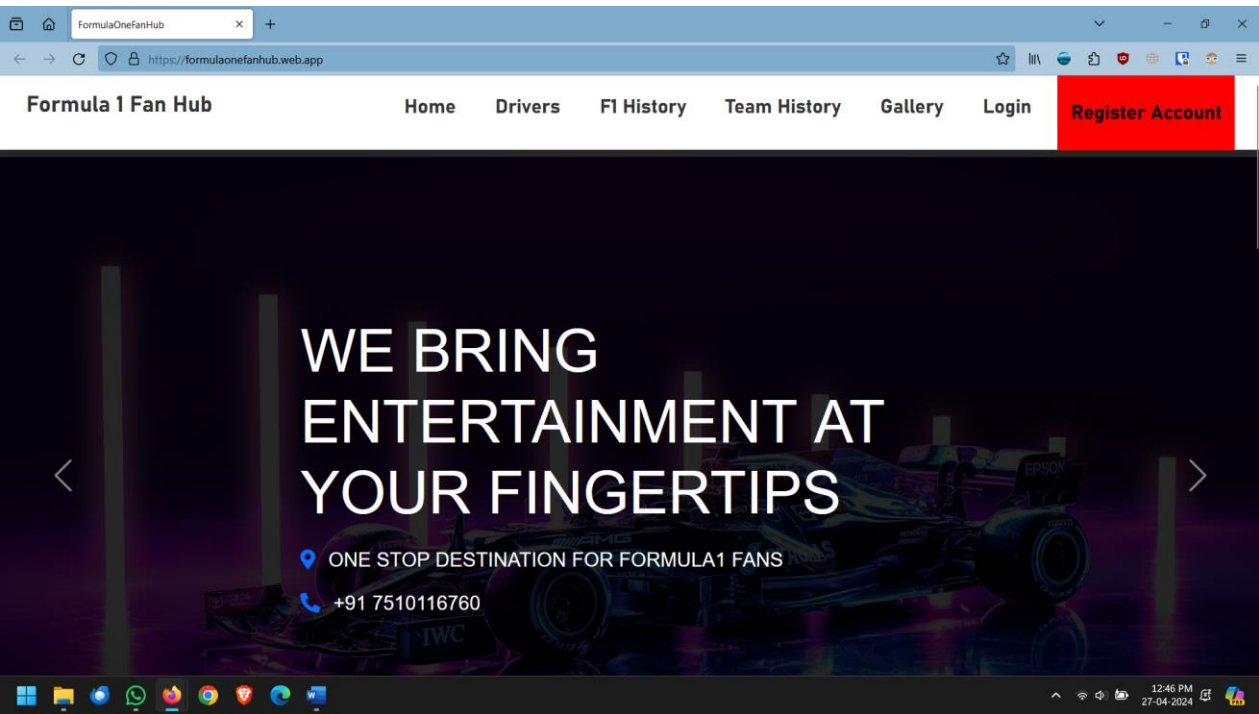 FormulaOneFanHub
https://formulaonefanhub.web.app
Formula 1 Fan Hub
Home Drivers F1 History Team History Gallery Login Register Account
WE BRING
ENTERTAINMENT AT
YOUR FINGERTIPS
ONE STOP DESTINATION FOR FORMULA1 FANS
+91 7510116760
EPSON
AMG
IWC
12:46 PM
27-04-2024